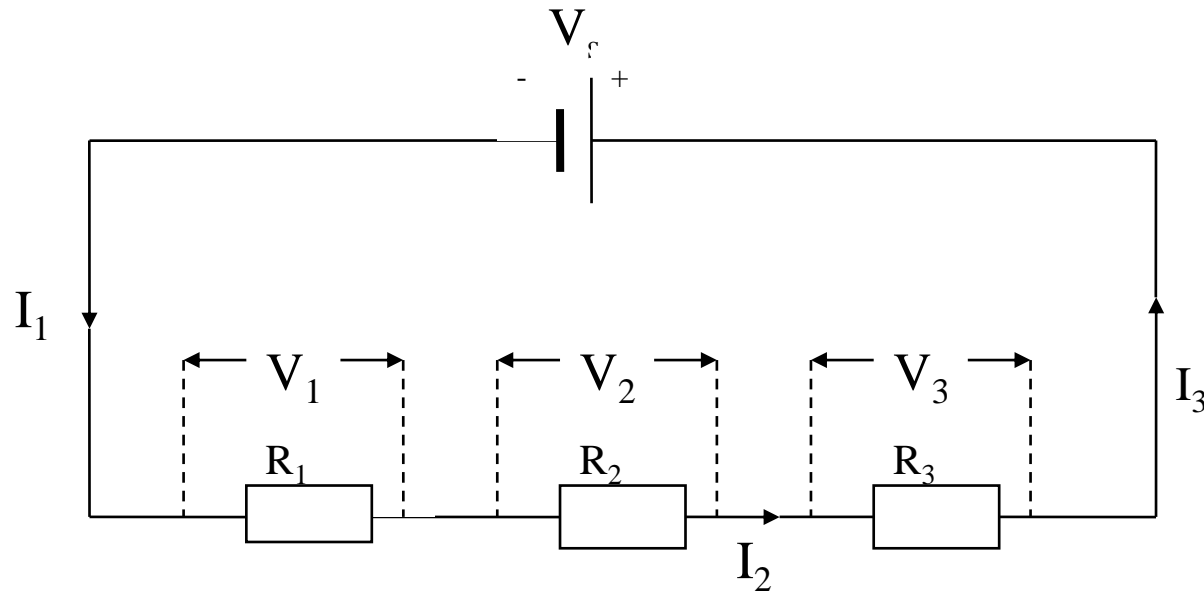 V
- +
I₁
V₁ V₂ V₃
I₃
R₁ R₂ R₃
I₂